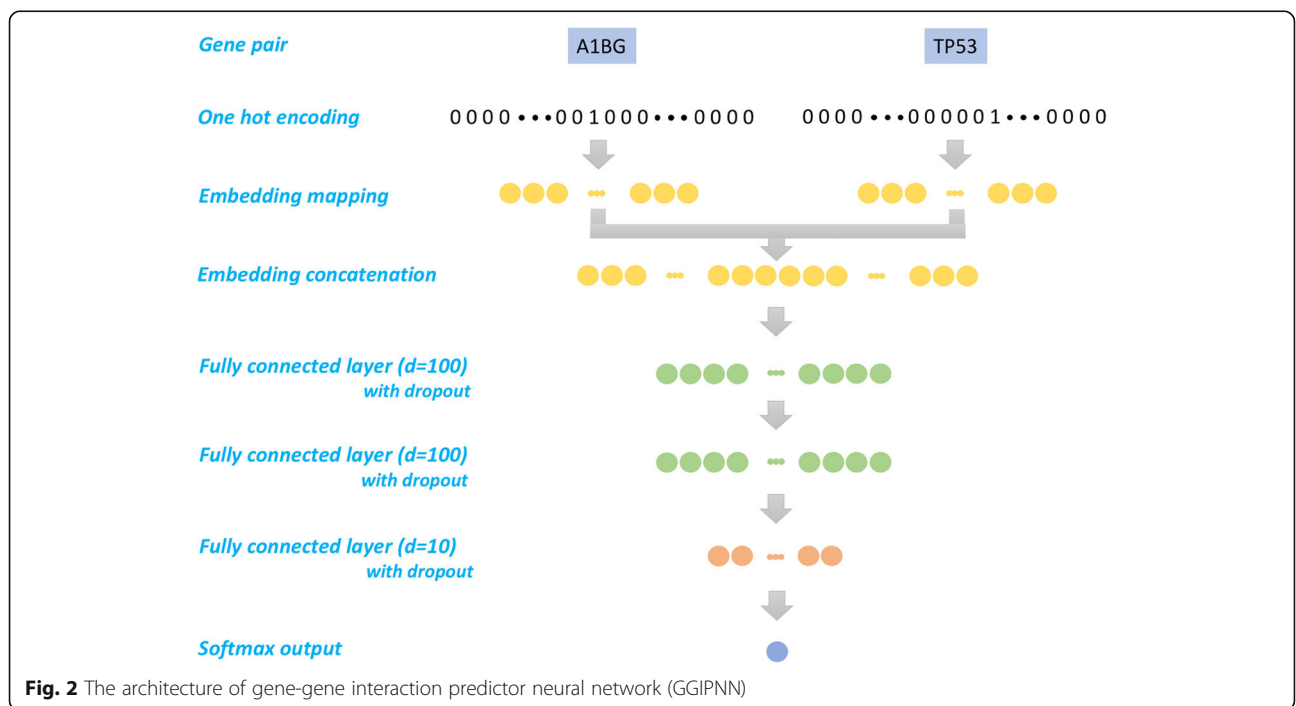 Gene pair
A1BG
TP53
One hot encoding
0000•••001000•••0000
0000•••000001•••0000
Embedding mapping
Embedding concatenation
Fully connected layer (d=100)
with dropout
Fully connected layer (d=100)
with dropout
Fully connected layer (d=10)
with dropout
Softmax output
Fig. 2 The architecture of gene-gene interaction predictor neural network (GGIPNN)